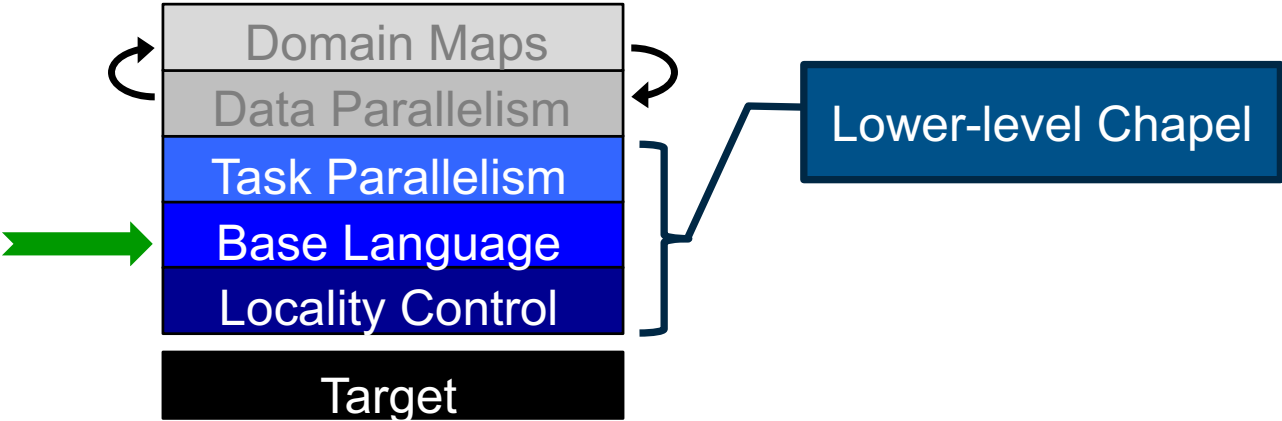 Domain Maps
Data Parallelism
Task Parallelism
Base Language
Locality Control
Target
Lower-level Chapel